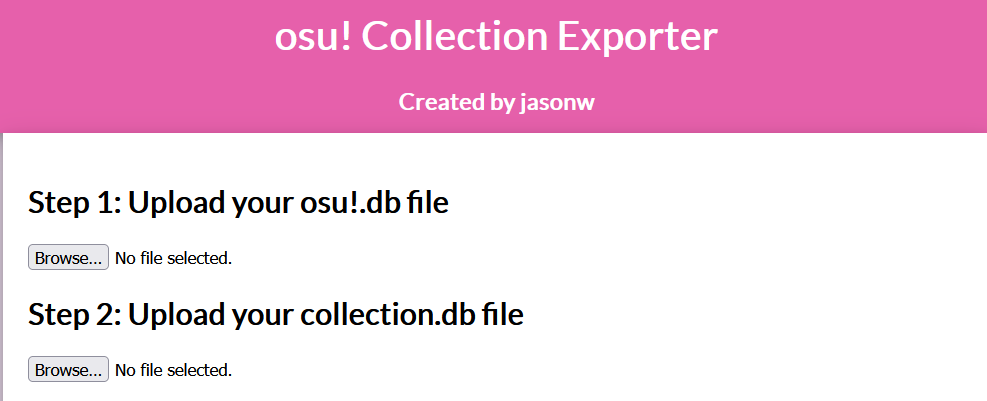 osu! Collection Exporter
Created by jasonw
Step 1: Upload your osu!.db file
Browse... No file selected.
Step 2: Upload your collection.db file
Browse... No file selected.